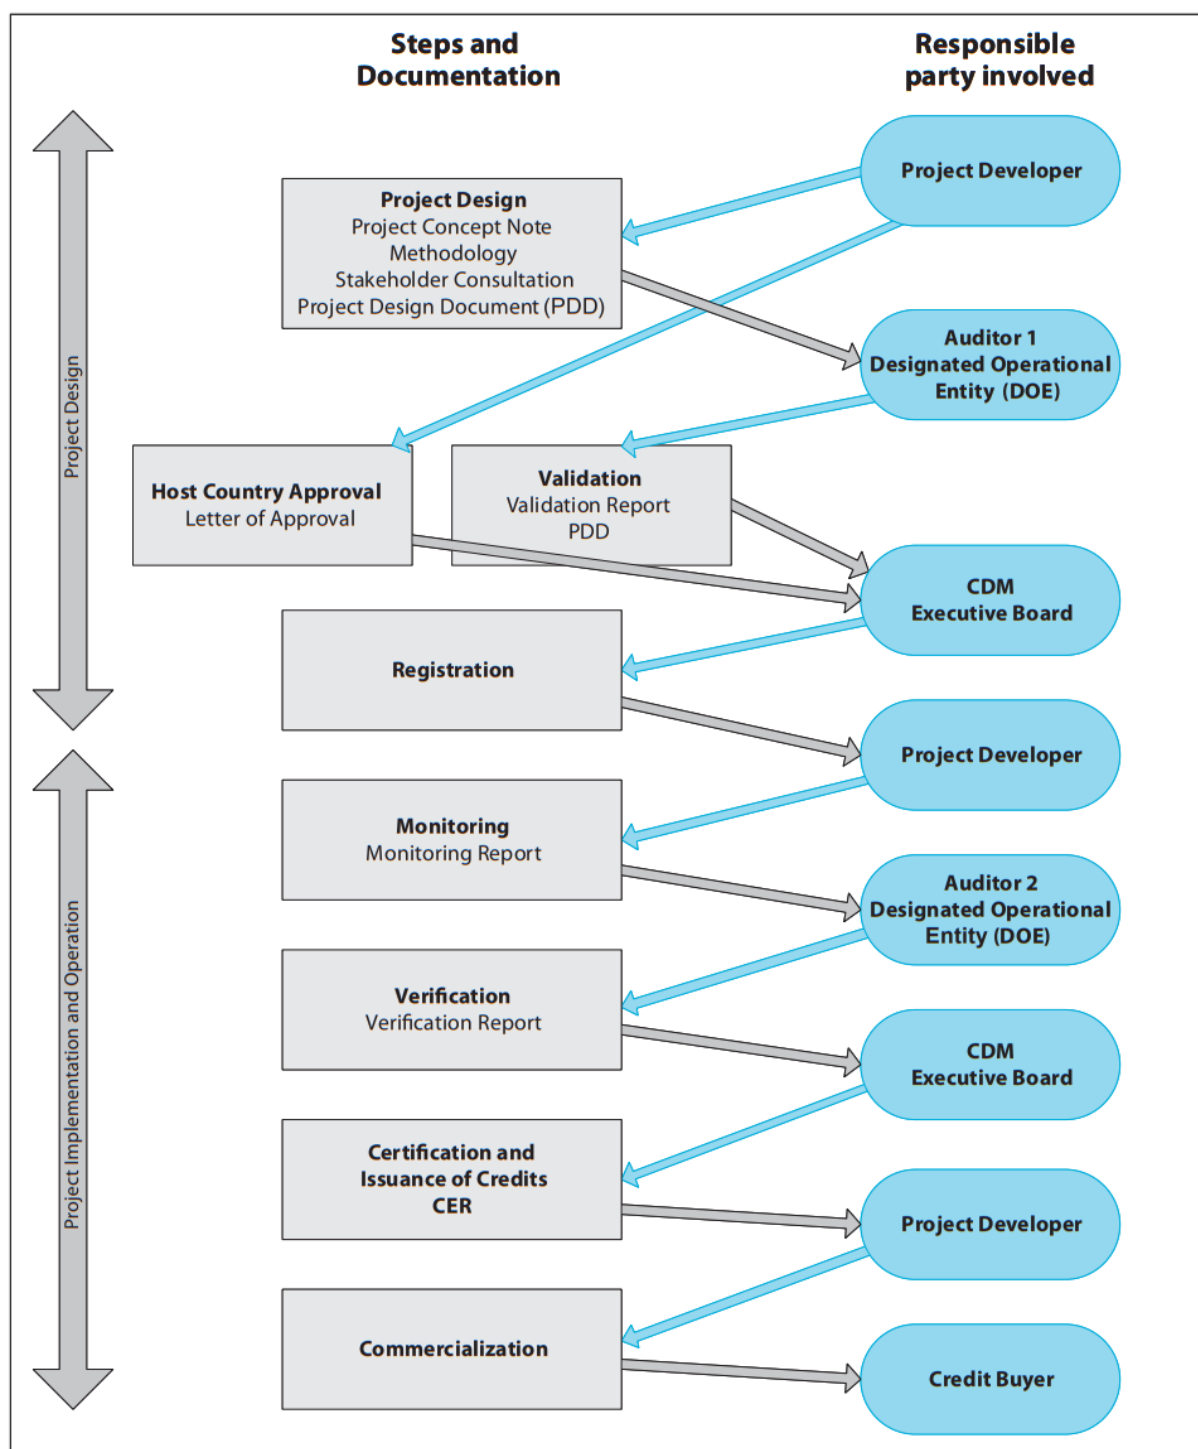 Steps and
Documentation
Responsible
party involved
Project Design
Project Developer
Project Design
Project Concept Note
Methodology
Stakeholder Consultation
Project Design Document (PDD)
Auditor 1
Designated Operational
Entity (DOE)
Host Country Approval
Letter of Approval
Validation
Validation Report
PDD
CDM
Executive Board
Registration
Project Developer
Project Implementation and Operation
Monitoring
Monitoring Report
Auditor 2
Designated Operational
Entity (DOE)
Verification
Verification Report
CDM
Executive Board
Certification and
Issuance of Credits
CER
Project Developer
Commercialization
Credit Buyer